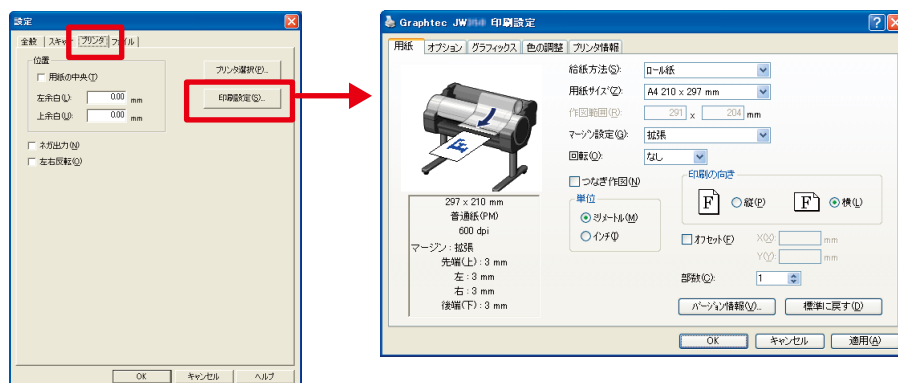 設定
全般 スキャナ プリンタ ファイル
位置
用紙の中央(T)
左余白(L): 0.00 mm
上余白(U): 0.00 mm
プリンタ選択(P)...
印刷設定(S)...
ネガ出力(N)
左右反転(O)
OK キャンセル ヘルプ
Graphtec JW 印刷設定
用紙 オプション グラフィックス 色の調整 プリンタ情報
給紙方法(S): ロール紙
用紙サイズ(Z): A4 210 x 297 mm
作図範囲(R): 291 x 204 mm
マージン設定(G): 拡張
回転(O): なし
つなぎ作図(N)
単位
ミリメートル(M)
インチ(I)
印刷の向き
F 縦(P) F 横(L)
オフセット(F) X(X): mm
Y(Y): mm
部数(C): 1
バージョン情報(V)... 標準に戻す(D)
297 x 210 mm
普通紙(PM)
600 dpi
マージン : 拡張
先端(上) : 3 mm
左 : 3 mm
右 : 3 mm
後端(下) : 3 mm
OK キャンセル 適用(A)